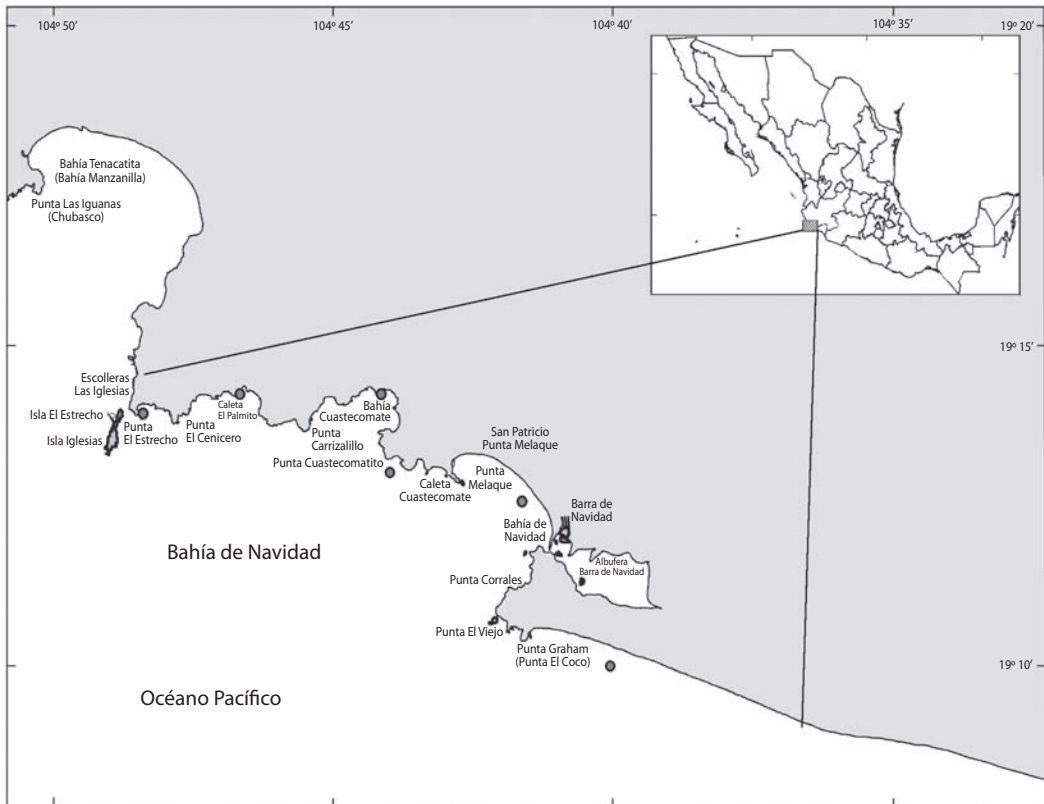 104º 50’
104º 45’
104º 40’
104º 35’
19º 20’
Bahía Tenacatita
(Bahía Manzanilla)
Punta Las Iguanas
(Chubasco)
19º 15’
Escolleras
Las Iglesias
Isla El Estrecho
Isla Iglesias
Punta
El Estrecho
Punta
El Cenicero
Caleta
El Palmito
Bahía
Cuastecomate
Punta
Carrizalillo
Punta Cuastecomatito
San Patricio
Punta Melaque
Punta
Melaque
Caleta
Cuastecomate
Barra de
Navidad
Bahía de
Navidad
Bahía de Navidad
Albufera
Barra de Navidad
Punta Corrales
Punta El Viejo
Punta Graham
(Punta El Coco)
19º 10’
Océano Pacífico